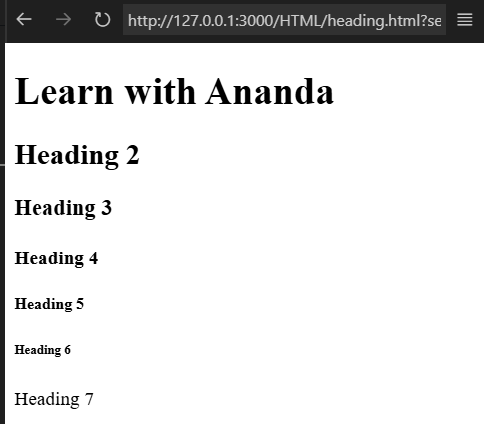 http://127.0.0.1:3000/HTML/heading.html?se
Learn with Ananda
Heading 2
Heading 3
Heading 4
Heading 5
Heading 6
Heading 7